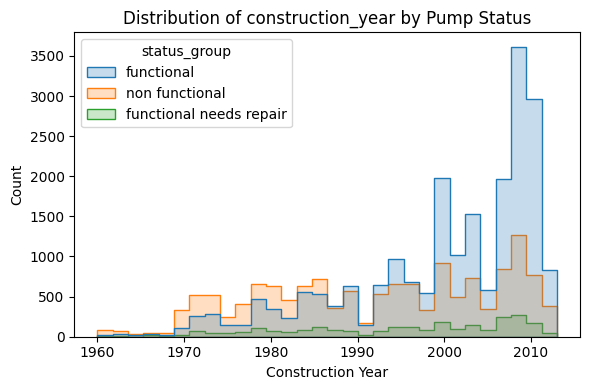 Distribution of construction_year by Pump Status
status_group
functional
non functional
functional needs repair
Count
3500
3000
2500
2000
1500
1000
500
0
1960
1970
1980
1990
2000
2010
Construction Year